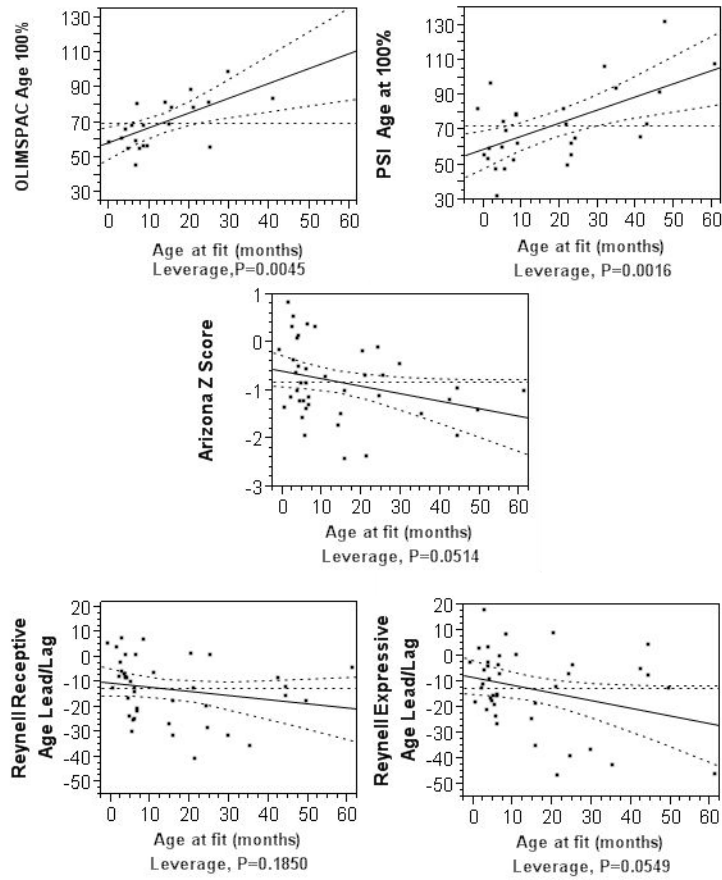 OLIMSPAC Age 100%
130
110
90
70
50
30
0 10 20 30 40 50 60
Age at fit (months)
Leverage,P=0.0045
PSI Age at 100%
130
110
90
70
50
30
0 10 20 30 40 50 60
Age at fit (months)
Leverage, P=0.0016
Arizona Z Score
1
0
-1
-2
-3
0 10 20 30 40 50 60
Age at fit (months)
Leverage, P=0.0514
Reynell Receptive
Age Lead/Lag
20
10
0
-10
-20
-30
-40
-50
0 10 20 30 40 50 60
Age at fit (months)
Leverage, P=0.1850
Reynell Expressive
Age Lead/Lag
20
10
0
-10
-20
-30
-40
-50
0 10 20 30 40 50 60
Age at fit (months)
Leverage, P=0.0549